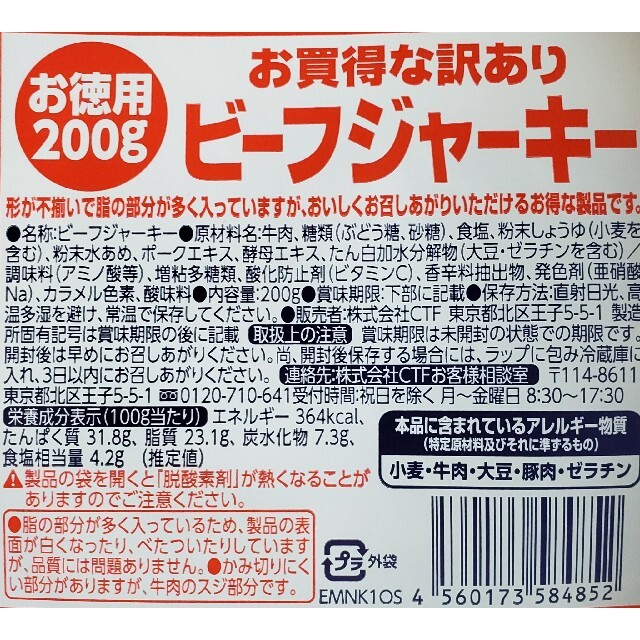 お徳用
200g
お買得な訳あり
ビーフジャーキー
形が不揃いで脂の部分が多く入っていますが、おいしくお召しあがりいただけるお得な製品です。
●名称:ビーフジャーキー●原材料名:牛肉、糖類(ぶどう糖、砂糖)、食塩、粉末しょうゆ(小麦を
含む)、粉末水あめ、ポークエキス、酵母エキス、たん白加水分解物(大豆・ゼラチンを含む)/
調味料(アミノ酸等)、増粘多糖類、酸化防止剤(ビタミンC)、香辛料抽出物、発色剤(亜硝酸
Na)、カラメル色素、酸味料●内容量:200g●賞味期限:下部に記載●保存方法:直射日光、高
温多湿を避け、常温で保存してください。●販売者:株式会社CTF 東京都北区王子5-5-1 製造
所固有記号は賞味期限の後に記載 取扱上の注意 賞味期限は未開封の状態での期限です。
開封後は早めにお召しあがりください。尚、開封後保存する場合には、ラップに包み冷蔵庫に
入れ、3日以内にお召しあがりください。 連絡先:株式会社CTFお客様相談室 〒114-8611
東京都北区王子5-5-1 0120-710-641受付時間:祝日を除く 月~金曜日 8:30~17:30
栄養成分表示(100g当たり) エネルギー 364kcal、
たんぱく質 31.8g、脂質 23.1g、炭水化物 7.3g、
食塩相当量 4.2g (推定値)
本品に含まれているアレルギー物質
(特定原材料及びそれに準ずるもの)
小麦・牛肉・大豆・豚肉・ゼラチン
⚠製品の袋を開くと「脱酸素剤」が熱くなることが
ありますのでご注意ください。
●脂の部分が多く入っているため、製品の表
面が白くなったり、べたついたりしています
が、品質には問題ありません。●かみ切りにく
い部分がありますが、牛肉のスジ部分です。
プラ 外袋
EMNK1OS 4 560173 584852